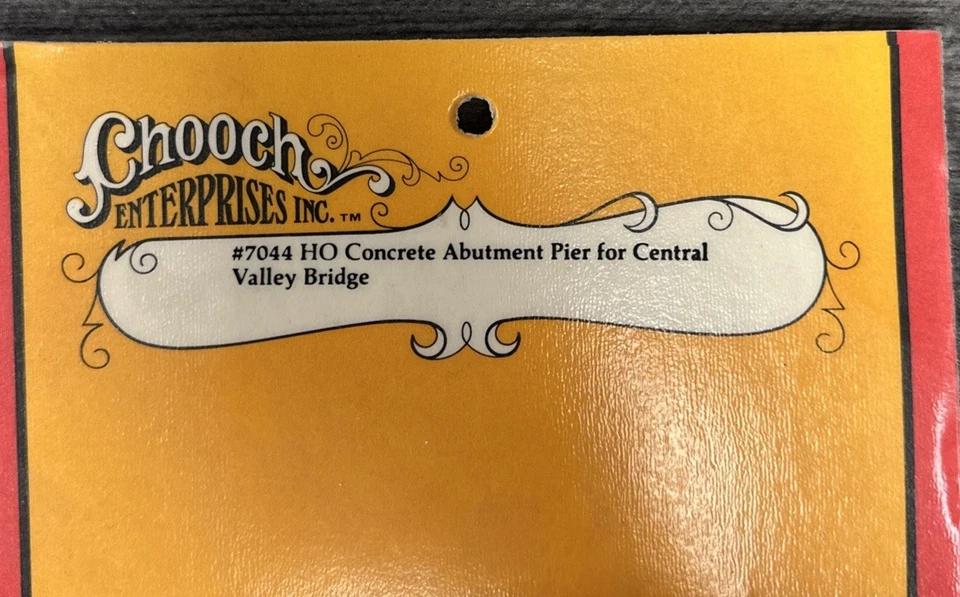 Chooch
ENTERPRISES INC.™
#7044 HO Concrete Abutment Pier for Central
Valley Bridge